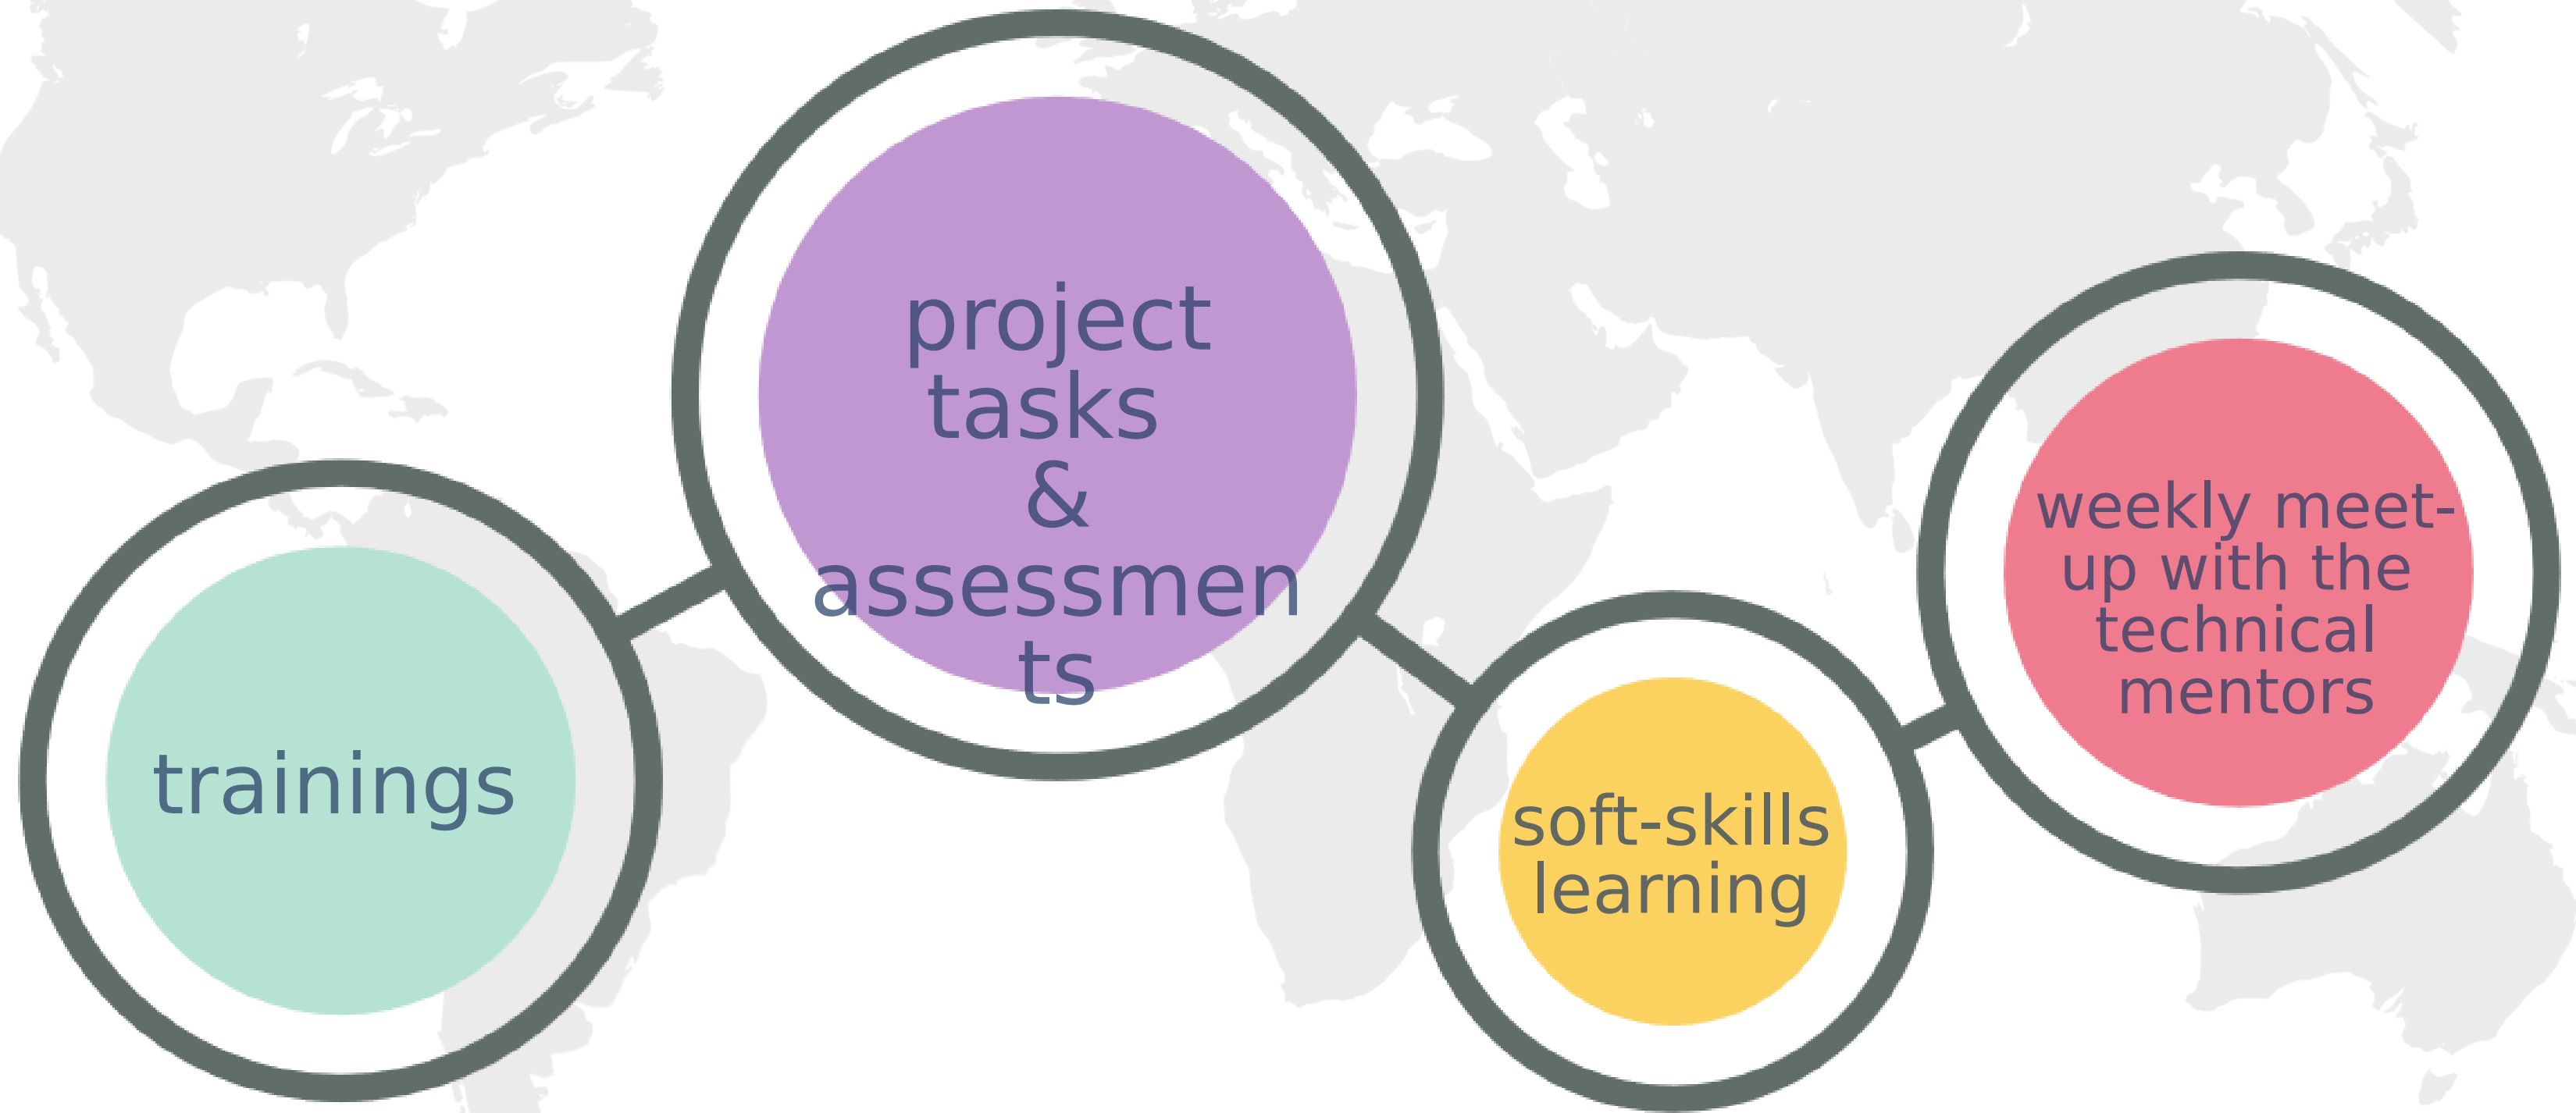 trainings
project
tasks
&
assessmen
ts
soft-skills
learning
weekly meet-
up with the
technical
mentors